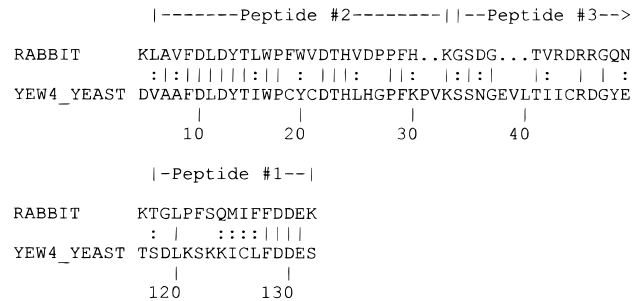 |-------Peptide #2--------||--Peptide #3-->
RABBIT KLAVFDLDYTLWPFWVDTHVDPPFH..KGSDG...TVRDRRGQN
:|:||||||:|| : ||| | ||: |:|: | : | | :
YEW4_YEAST DVAAFDLDYTIWPCYCDTHLHGPFKPVKSSNGEVLTIICRDGYE
10 20 30 40
|-Peptide #1--|
RABBIT KTGLPFSQMIFFDDEK
: | ::::||||
YEW4_YEAST TSDLKSKKICLFDDES
120 130